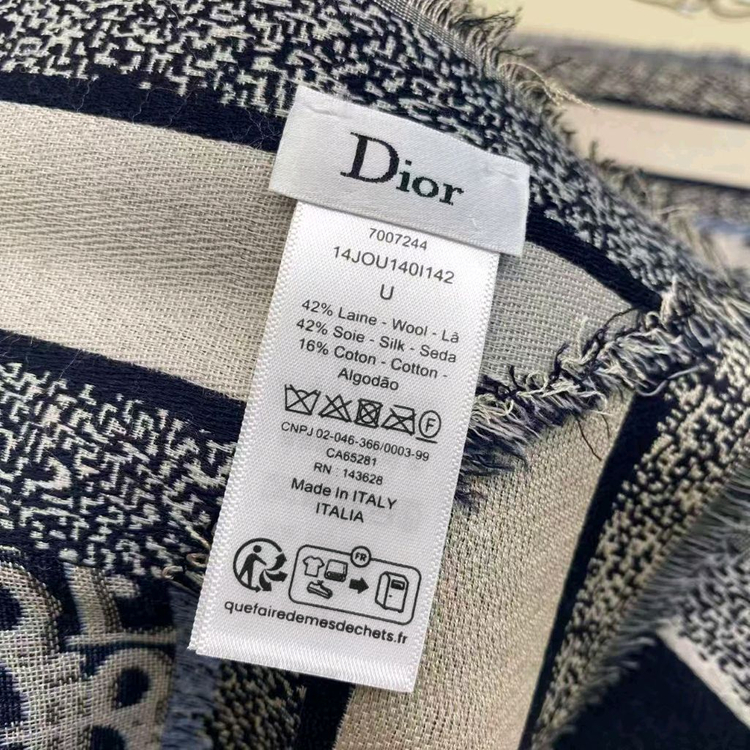 Dior
7007244
14JOU140I142
U
42% Laine - Wool - Lã
42% Soie - Silk - Seda
16% Coton - Cotton -
Algodão
F
CNPJ 02-046-366/0003-99
CA65281
RN : 143628
Made in ITALY
ITALIA
FR
quefairedemesdechets.fr